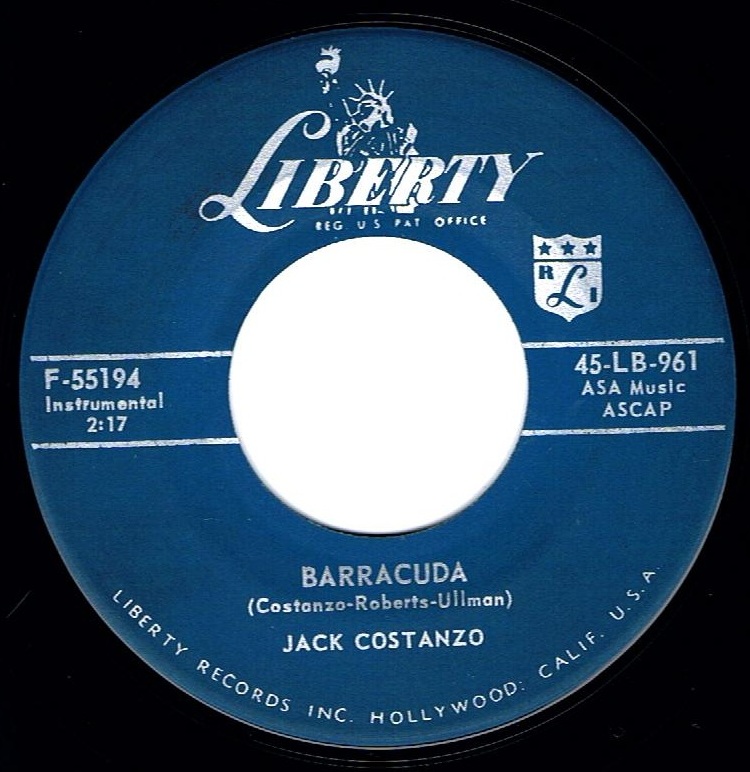 LIBERTY
REG. U S PAT OFFICE
R L I
F-55194
Instrumental
2:17
45-LB-961
ASA Music
ASCAP
BARRACUDA
(Costanzo-Roberts-Ullman)
JACK COSTANZO
LIBERTY RECORDS INC. HOLLYWOOD: CALIF. U.S.A.